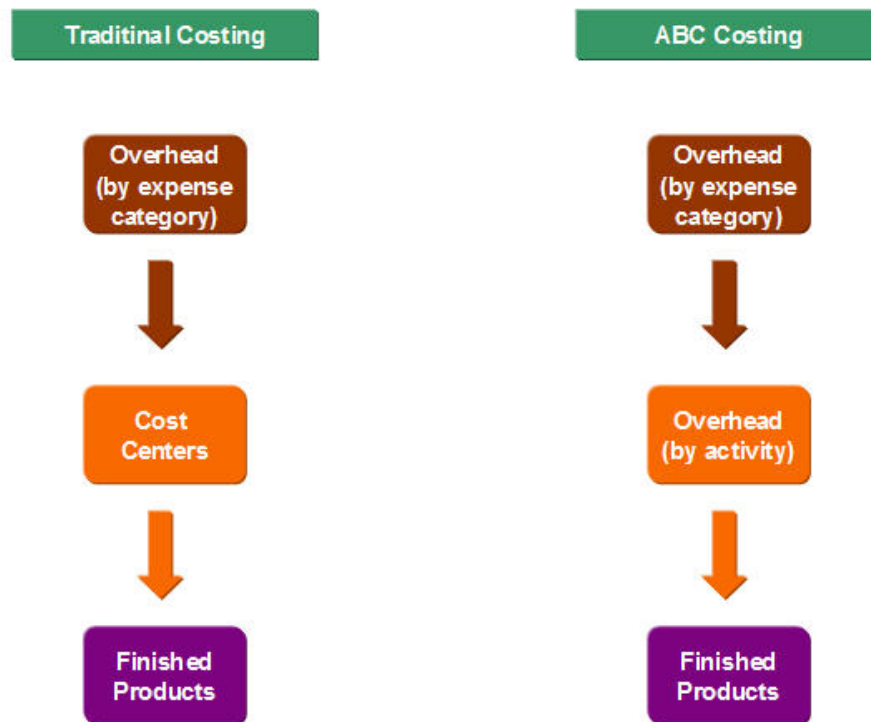 Traditinal Costing
ABC Costing
Overhead
(by expense
category)
Overhead
(by expense
category)
Cost
Centers
Overhead
(by activity)
Finished
Products
Finished
Products